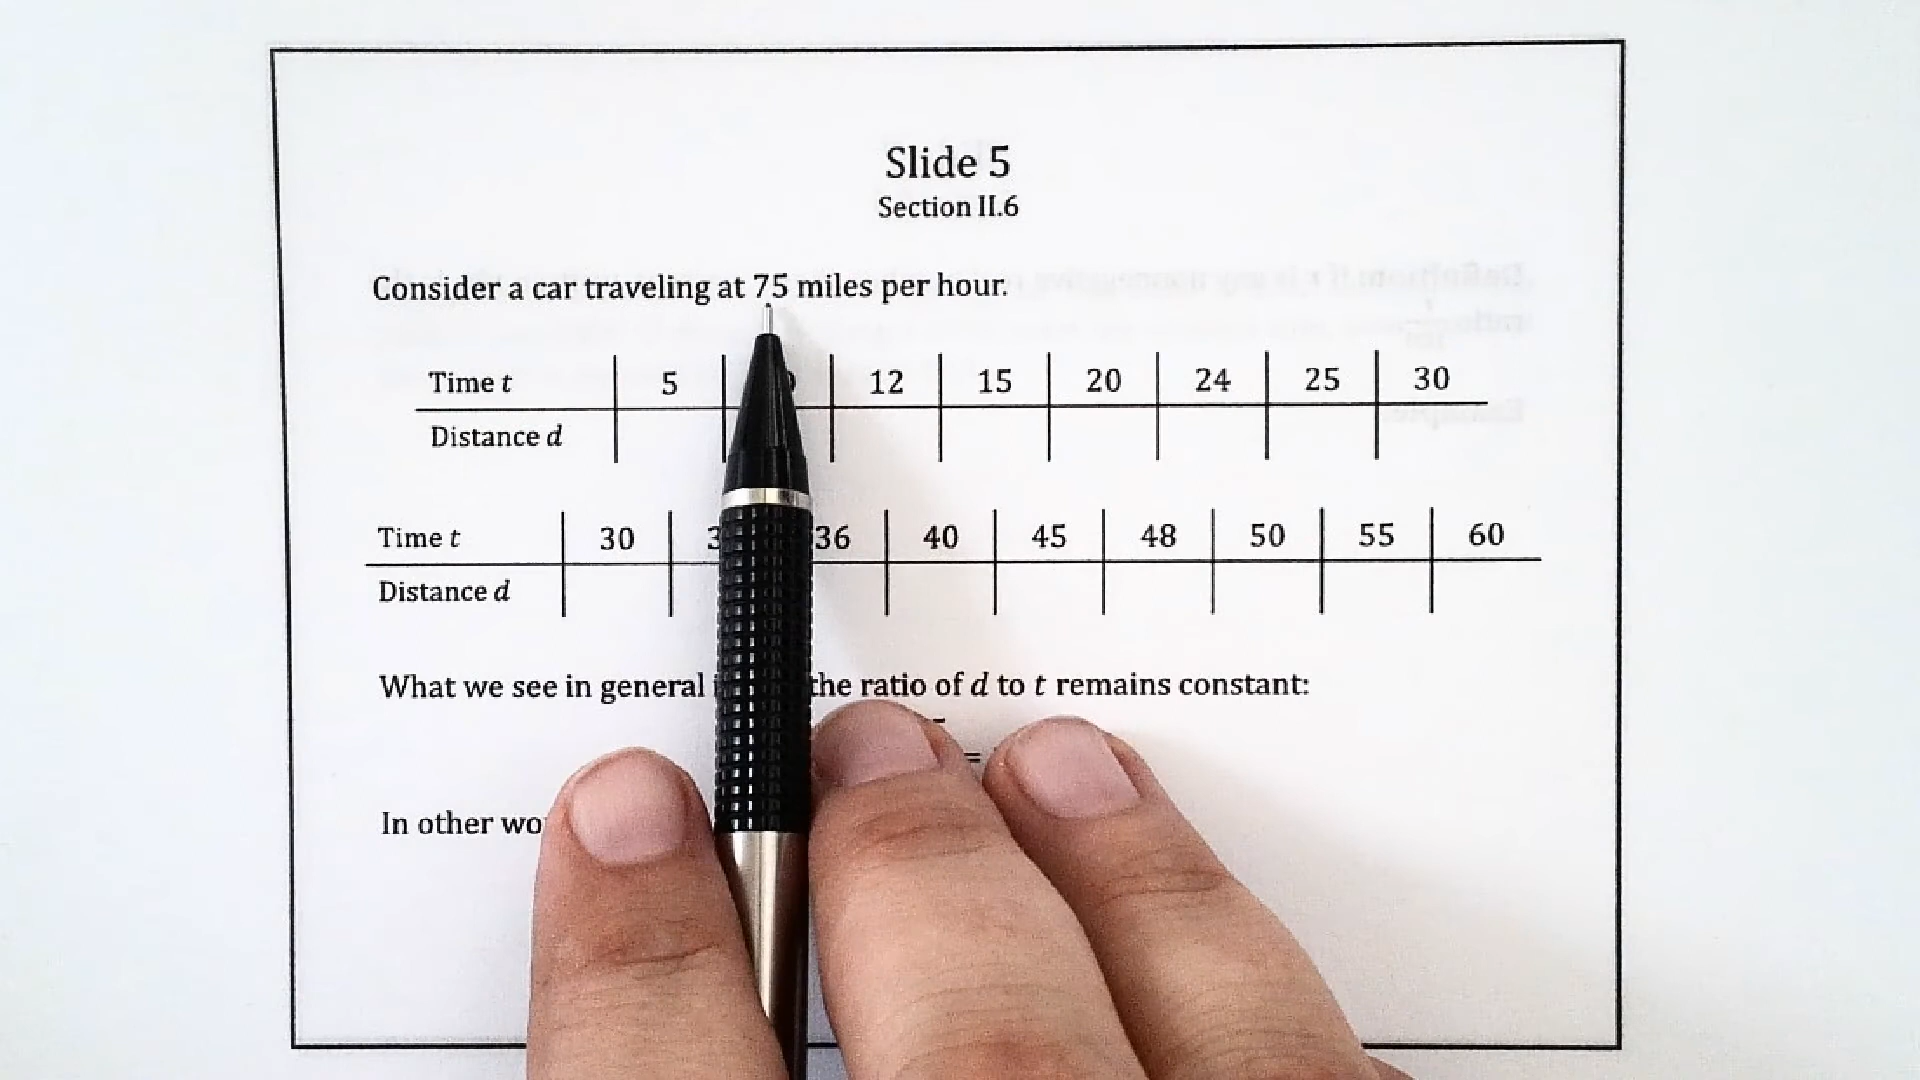 Slide 5
Section II.6
Consider a car traveling at 75 miles per hour.
Time t 5 12 15 20 24 25 30
Distance d
Time t 30 36 40 45 48 50 55 60
Distance d
What we see in general the ratio of d to t remains constant:
=
In other